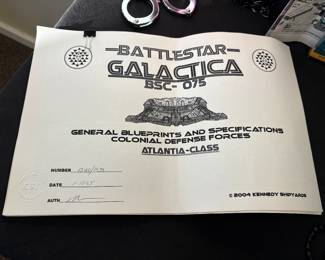 BATTLESTAR
GALACTICA
BSC- 075
GENERAL BLUEPRINTS AND SPECIFICATIONS
COLONIAL DEFENSE FORCES
ATLANTIA-CLASS
NUMBER
DATE
AUTH.
© 2004 KENNEDY SHIPYARDS